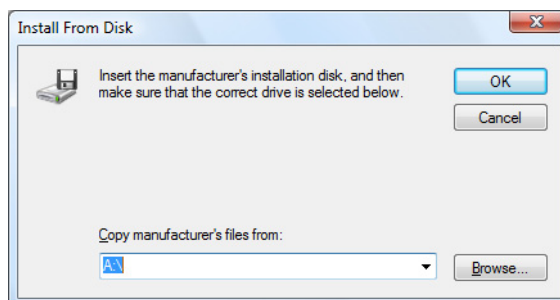 Install From Disk
Insert the manufacturer's installation disk, and then
make sure that the correct drive is selected below.
OK
Cancel
Copy manufacturer's files from:
A:\
Browse...